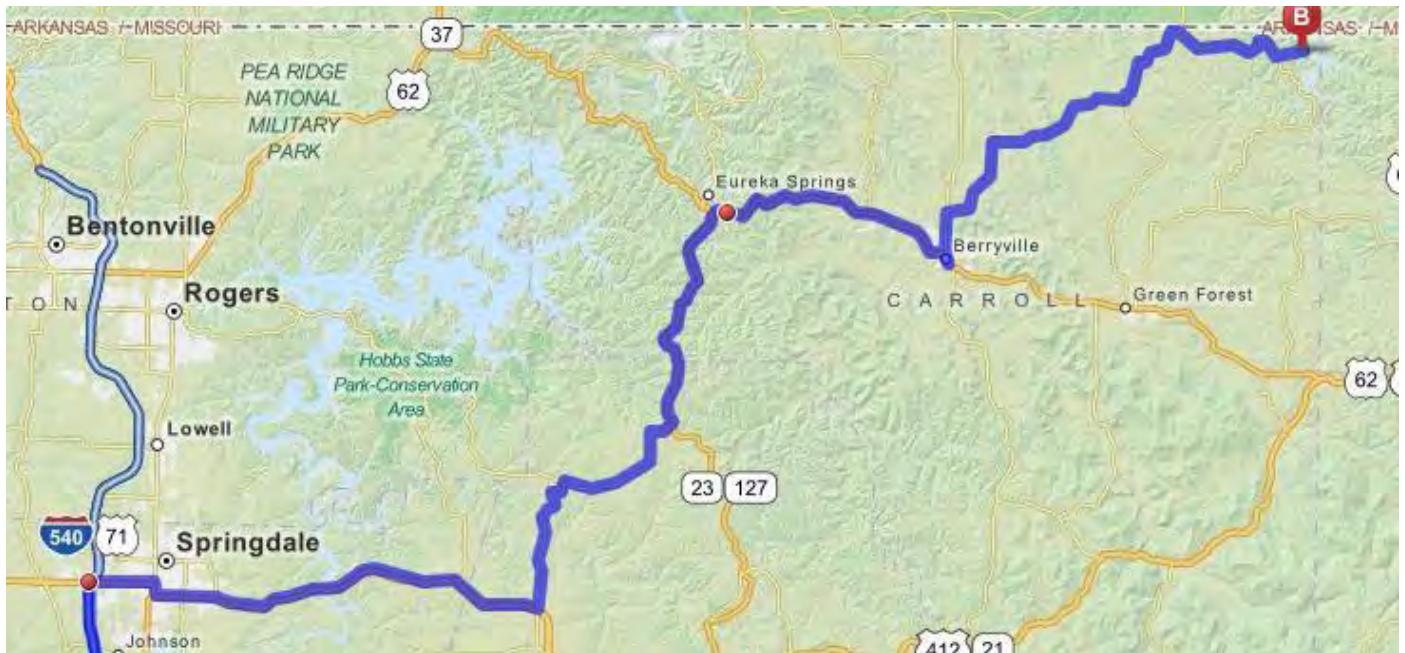 ARKANSAS / MISSOURI
B
37
PEA RIDGE
NATIONAL
MILITARY
PARK
62
Eureka Springs
Bentonville
Berryville
Rogers
CARROLL
Green Forest
Hobbs State
Park-Conservation
Area
62
Lowell
23
127
540
71
Springdale
Johnson
412
21